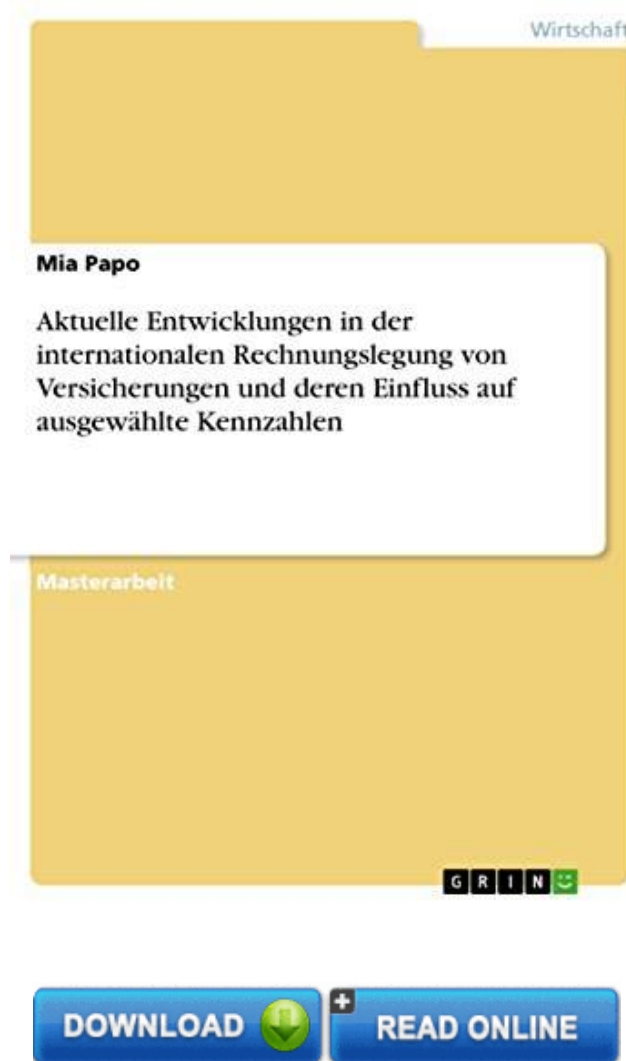 Wirtschaft
Mia Papo
Aktuelle Entwicklungen in der
internationalen Rechnungslegung von
Versicherungen und deren Einfluss auf
ausgewählte Kennzahlen
Masterarbeit
GRIN
DOWNLOAD
READ ONLINE